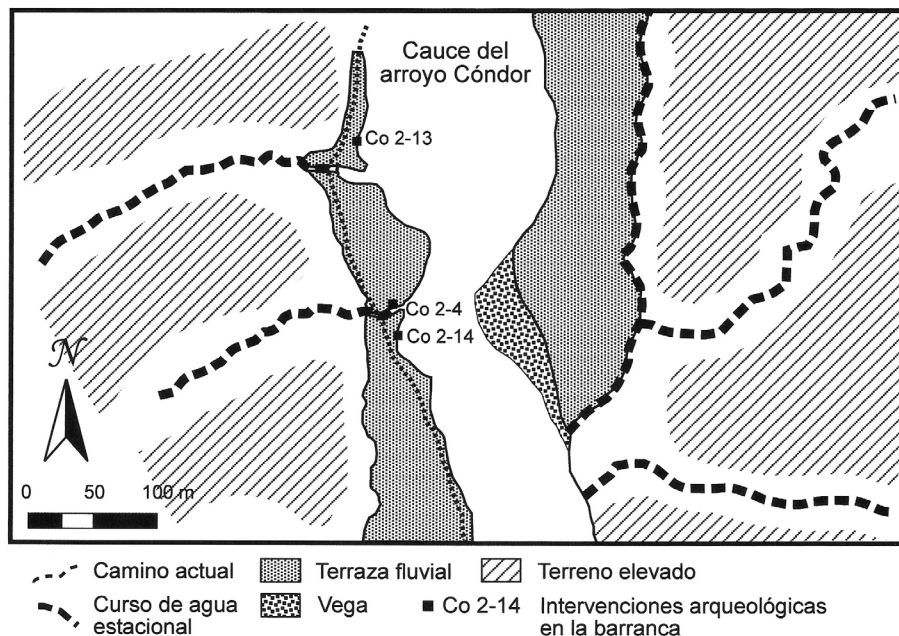 Cauce del
arroyo Cóndor
Co 2-13
Co 2-4
Co 2-14
N
0 50 100 m
Camino actual
Terraza fluvial
Terreno elevado
Curso de agua
estacional
Vega
Co 2-14
Intervenciones arqueológicas
en la barranca